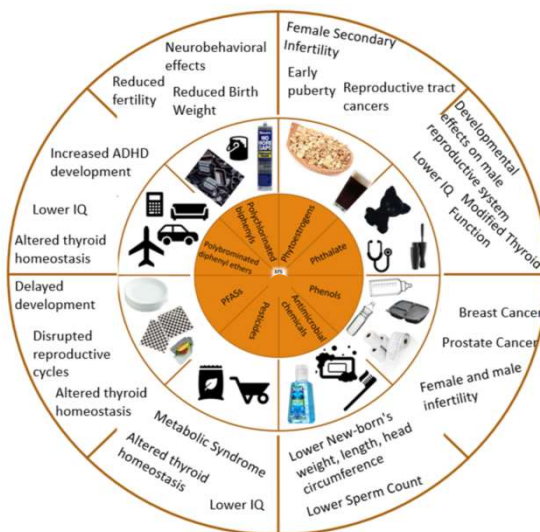 Neurobehavioral
effects
Reduced
fertility
Reduced Birth
Weight
Female Secondary
Infertility
Early
puberty
Reproductive tract
cancers
Developmental
effects on male
reproductive system
Lower IQ
Modified Thyroid
Function
Increased ADHD
development
Lower IQ
Altered thyroid
homeostasis
NO
MORE
GAPS
Polychlorinated
biphenyls
Phytoestrogens
Polybrominated
diphenyl ethers
Phthalate
PFASs
Phenols
Pesticides
Antimicrobial
chemicals
Delayed
development
Disrupted
reproductive
cycles
Altered thyroid
homeostasis
Breast Cancer
Prostate Cancer
Female and male
infertility
Metabolic Syndrome
Altered thyroid
homeostasis
Lower IQ
Lower New-born's
weight, length, head
circumference
Lower Sperm Count